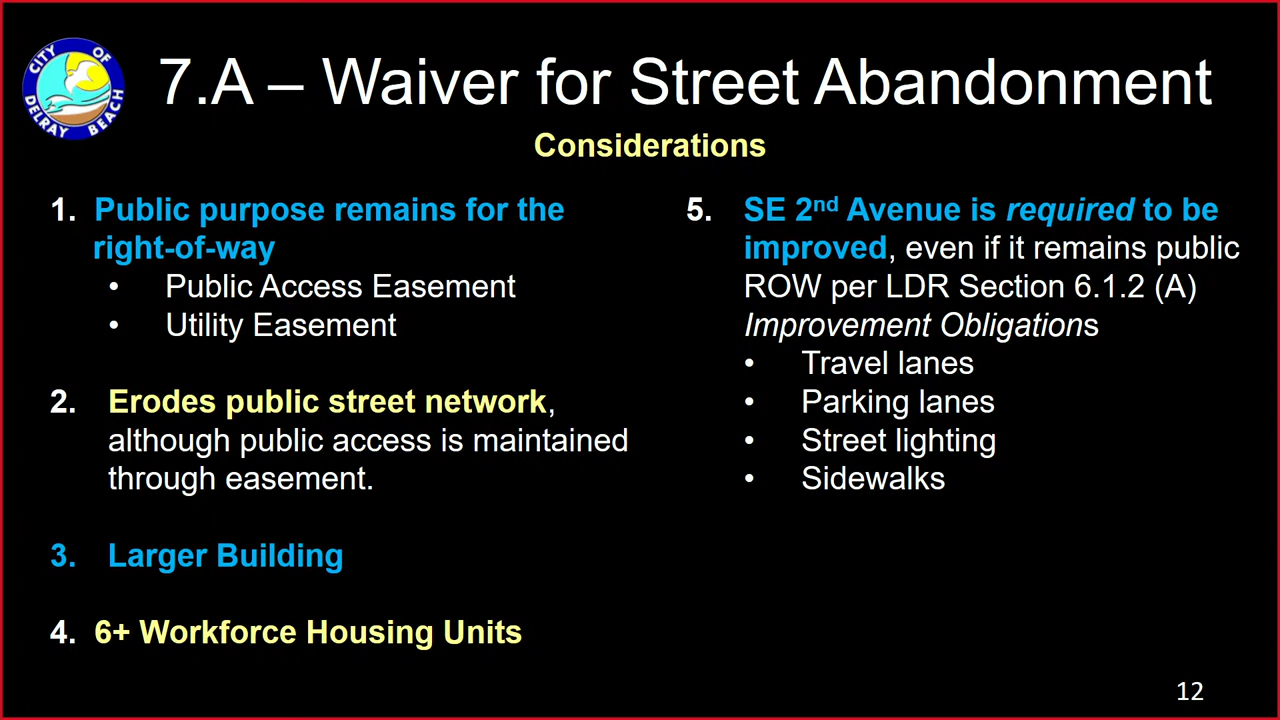 CITY OF
DELRAY BEACH
7.A – Waiver for Street Abandonment
Considerations
1. Public purpose remains for the
right-of-way
• Public Access Easement
• Utility Easement
2. Erodes public street network,
although public access is maintained
through easement.
3. Larger Building
4. 6+ Workforce Housing Units
5. SE 2nd Avenue is required to be
improved, even if it remains public
ROW per LDR Section 6.1.2 (A)
Improvement Obligations
• Travel lanes
• Parking lanes
• Street lighting
• Sidewalks
12